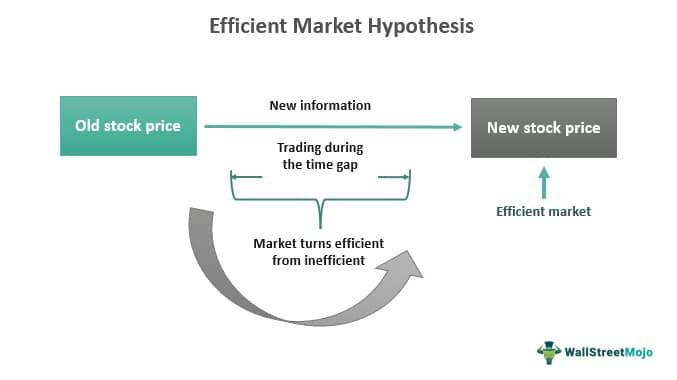 Efficient Market Hypothesis
Old stock price
New information
New stock price
Trading during
the time gap
Efficient market
Market turns efficient
from inefficient
WallStreetMojo